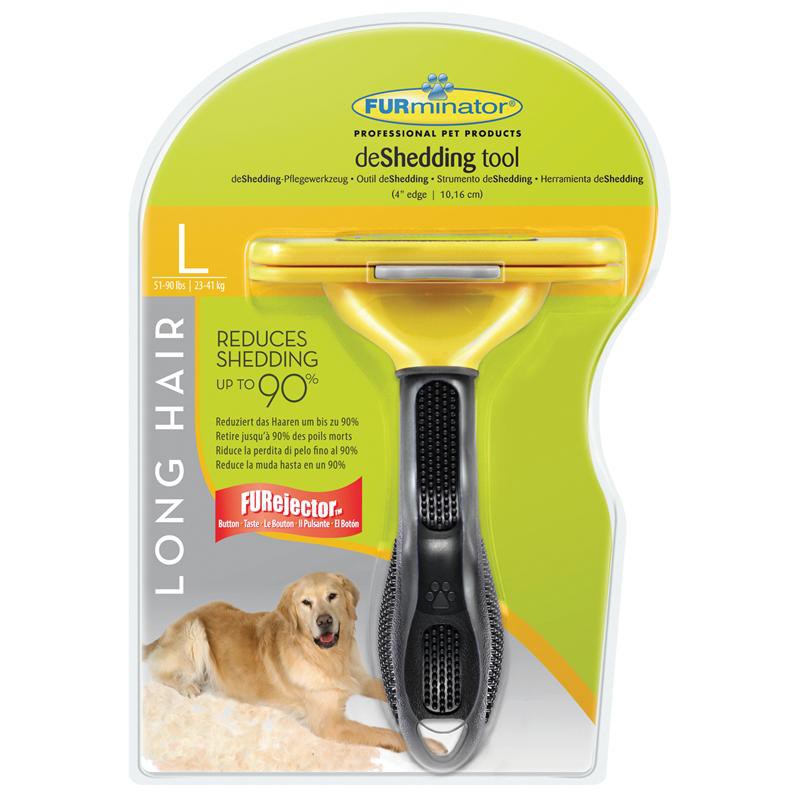 FURminator®
PROFESSIONAL PET PRODUCTS
deShedding tool
deShedding-Pflegewerkzeug • Outil deShedding • Strumento deShedding • Herramienta deShedding
(4" edge | 10,16 cm)
L
51-90 lbs | 23-41 kg
LONG HAIR
REDUCES
SHEDDING
UP TO 90%
Reduziert das Haaren um bis zu 90%
Retire jusqu'à 90% des poils morts
Riduce la perdita di pelo fino al 90%
Reduce la muda hasta en un 90%
FURejector™
Button · Taste · Le Bouton · Il Pulsante · El Botón